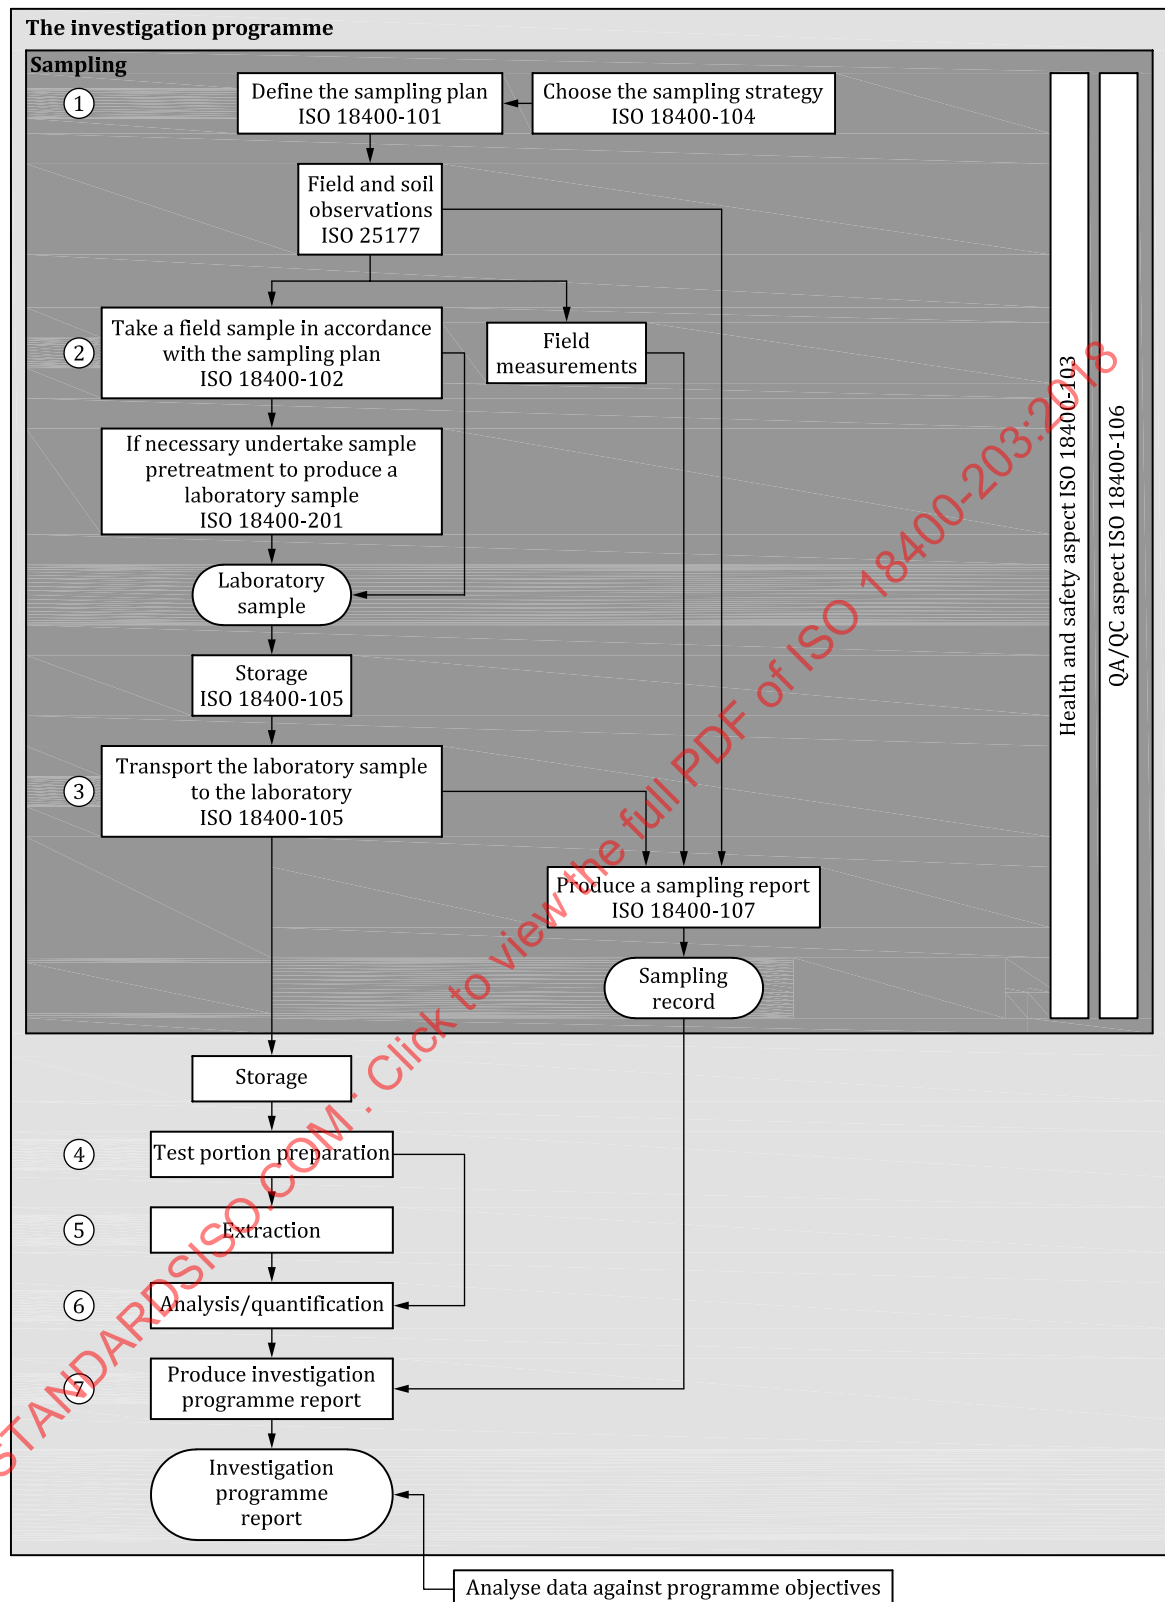 The investigation programme
Sampling
1
Define the sampling plan
ISO 18400-101
Choose the sampling strategy
ISO 18400-104
Field and soil
observations
ISO 25177
2
Take a field sample in accordance
with the sampling plan
ISO 18400-102
Field
measurements
If necessary undertake sample
pretreatment to produce a
laboratory sample
ISO 18400-201
Laboratory
sample
Storage
ISO 18400-105
3
Transport the laboratory sample
to the laboratory
ISO 18400-105
Produce a sampling report
ISO 18400-107
Sampling
record
Health and safety aspect ISO 18400-103
QA/QC aspect ISO 18400-106
Storage
4
Test portion preparation
5
Extraction
6
Analysis/quantification
7
Produce investigation
programme report
Investigation
programme
report
Analyse data against programme objectives
STANDARDSISO.COM : Click to view the full PDF of ISO 18400-203:2018